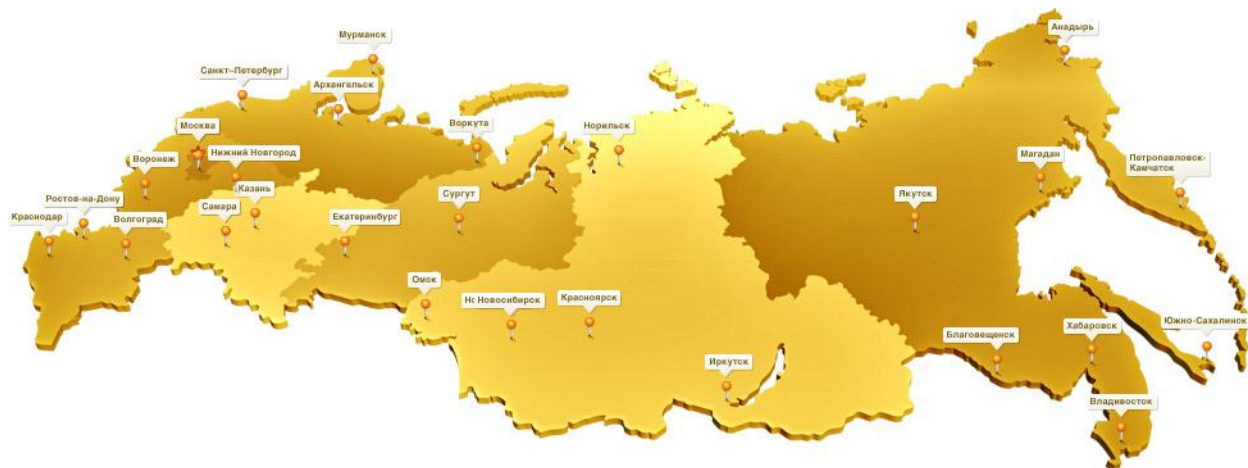 Мурманск
Анадырь
Санкт–Петербург
Архангельск
Москва
Воркута
Норильск
Нижний Новгород
Воронеж
Казань
Магадан
Петропавловск-
Камчатск
Ростов-на-Дону
Сургут
Якутск
Краснодар
Волгоград
Самара
Екатеринбург
Омск
Но Новосибирск
Красноярск
Южно-Сахалинск
Хабаровск
Благовещенск
Иркутск
Владивосток